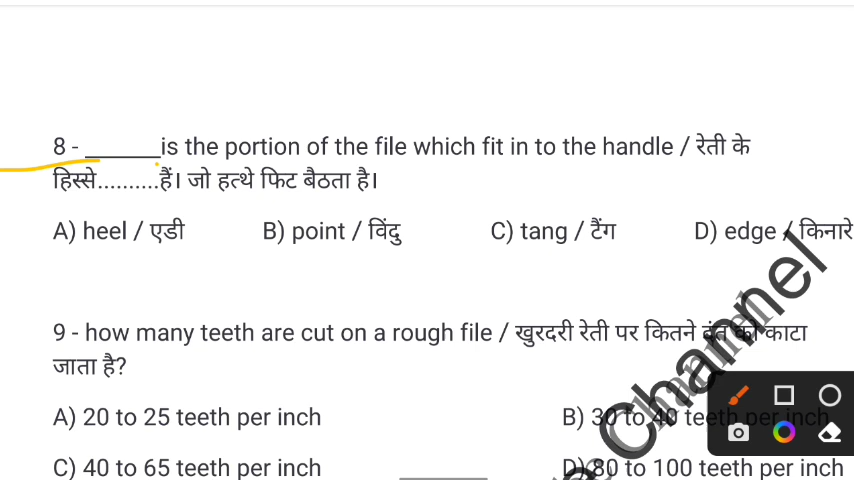 8 - ______is the portion of the file which fit in to the handle / रेती के
हिस्से..........हैं। जो हत्थे फिट बैठता है।
A) heel / एडी B) point / विंदु C) tang / टैंग D) edge / किनारे
9 - how many teeth are cut on a rough file / खुरदरी रेती पर कितने दंत को काटा
जाता है?
A) 20 to 25 teeth per inch B) 30 to 40 teeth per inch
C) 40 to 65 teeth per inch D) 80 to 100 teeth per inch
Channel